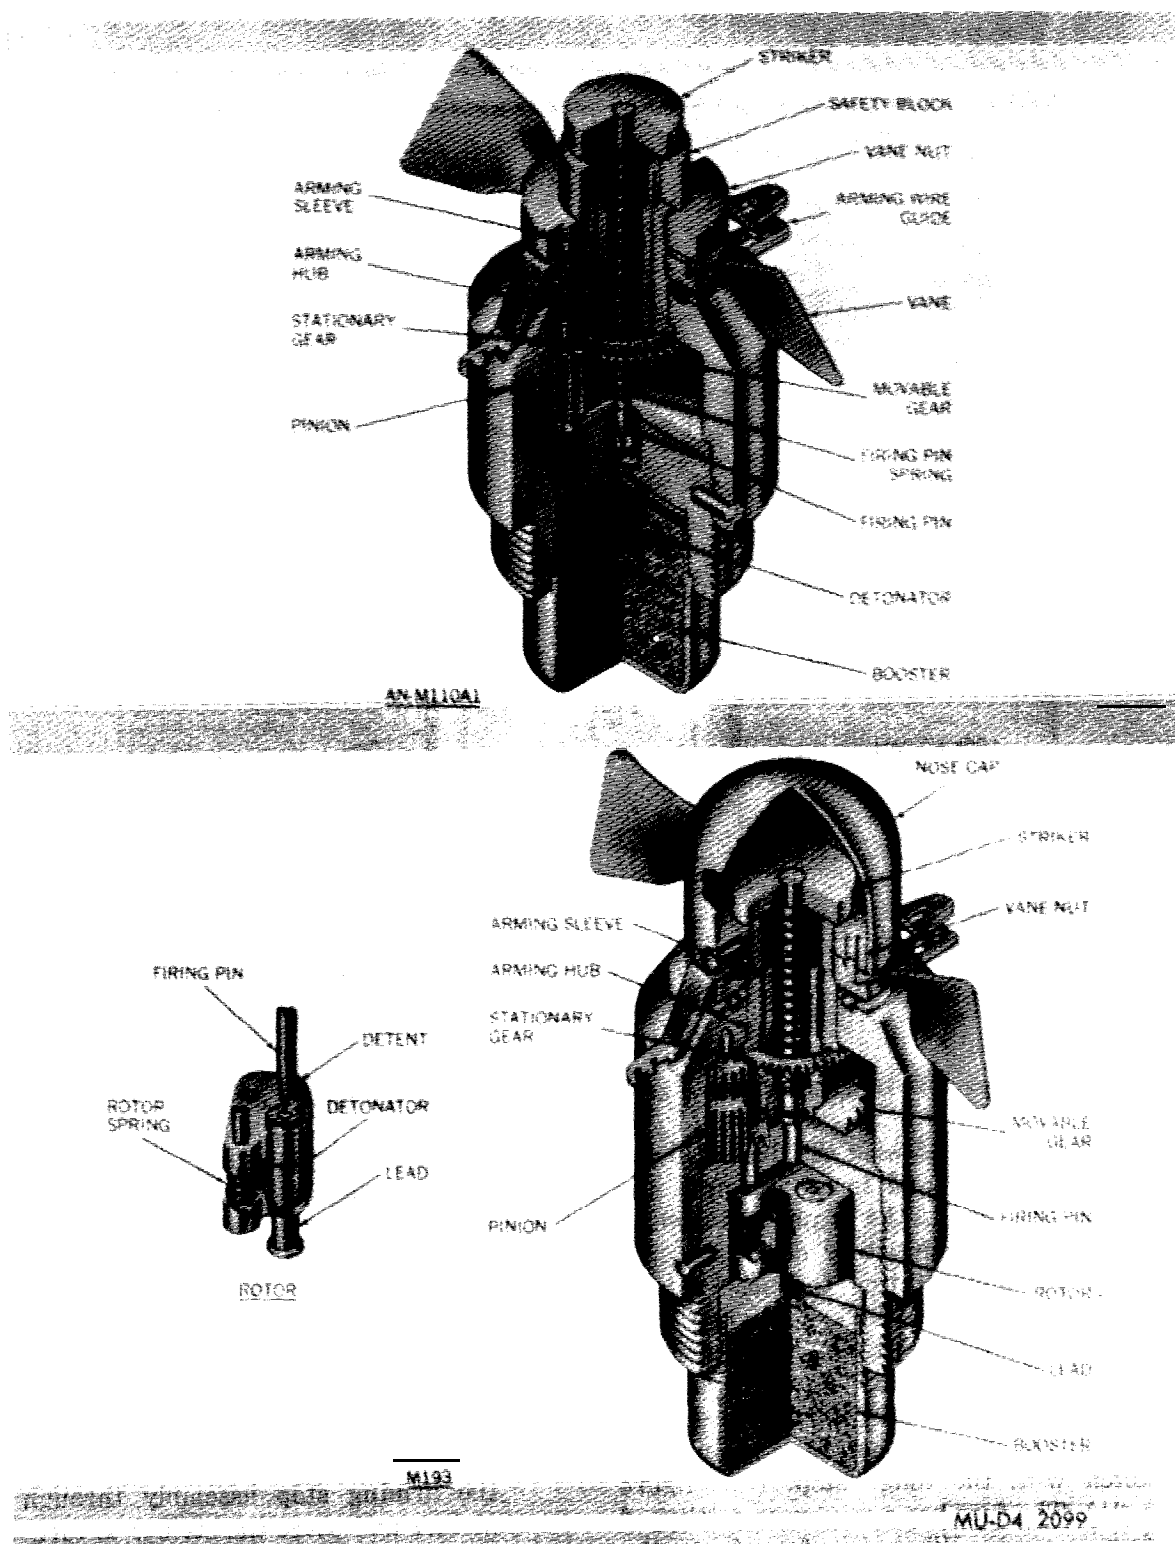 STRIKER
SAFETY BLOCK
VANE NUT
ARMING WIRE
GUIDE
VANE
MOVABLE
GEAR
FIRING PIN
SPRING
FIRING PIN
DETONATOR
BOOSTER
ARMING
SLEEVE
ARMING
HUB
STATIONARY
GEAR
PINION
AN-M110A1
NOSE CAP
STRIKER
VANE NUT
ARMING SLEEVE
ARMING HUB
STATIONARY
GEAR
PINION
MOVABLE
GEAR
FIRING PIN
ROTOR
LEAD
BOOSTER
FIRING PIN
DETENT
ROTOR
SPRING
DETONATOR
LEAD
ROTOR
M193
MU-D4 2099